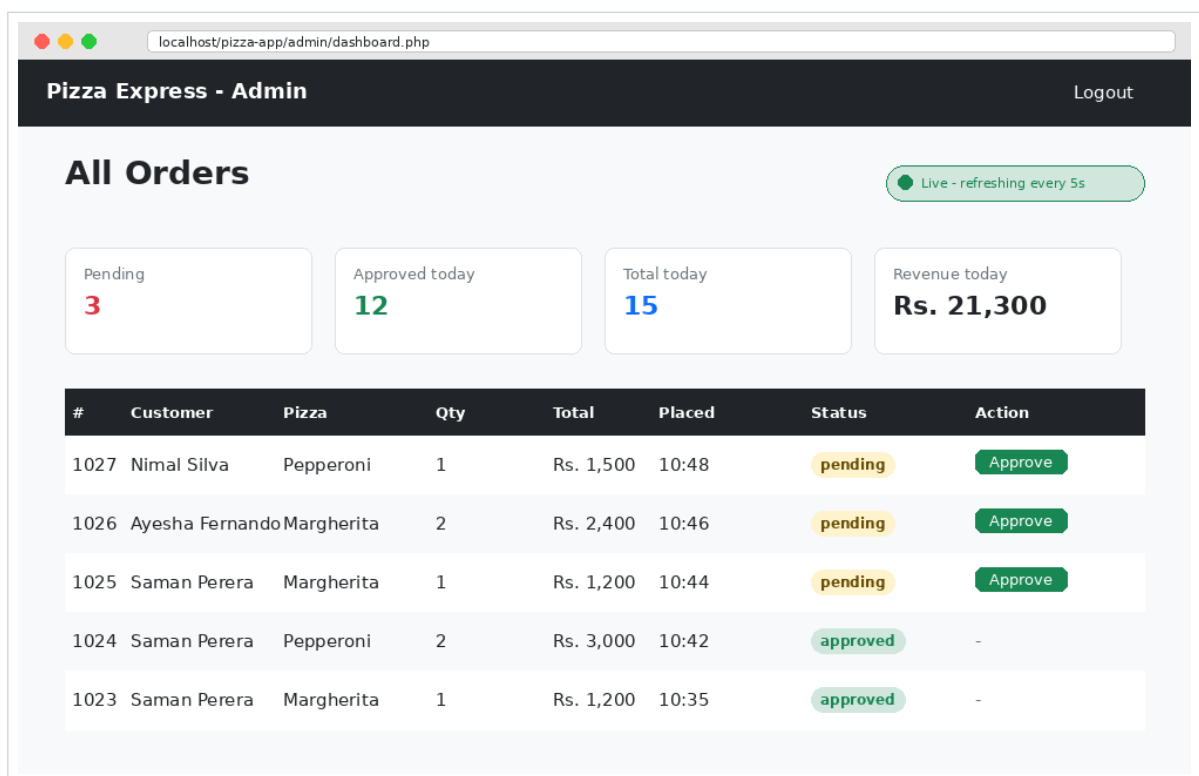 localhost/pizza-app/admin/dashboard.php
Pizza Express - Admin Logout
All Orders
Live - refreshing every 5s
Pending Approved today Total today Revenue today
3 12 15 Rs. 21,300
# Customer Pizza Qty Total Placed Status Action
1027 Nimal Silva Pepperoni 1 Rs. 1,500 10:48 pending Approve
1026 Ayesha Fernando Margherita 2 Rs. 2,400 10:46 pending Approve
1025 Saman Perera Margherita 1 Rs. 1,200 10:44 pending Approve
1024 Saman Perera Pepperoni 2 Rs. 3,000 10:42 approved -
1023 Saman Perera Margherita 1 Rs. 1,200 10:35 approved -